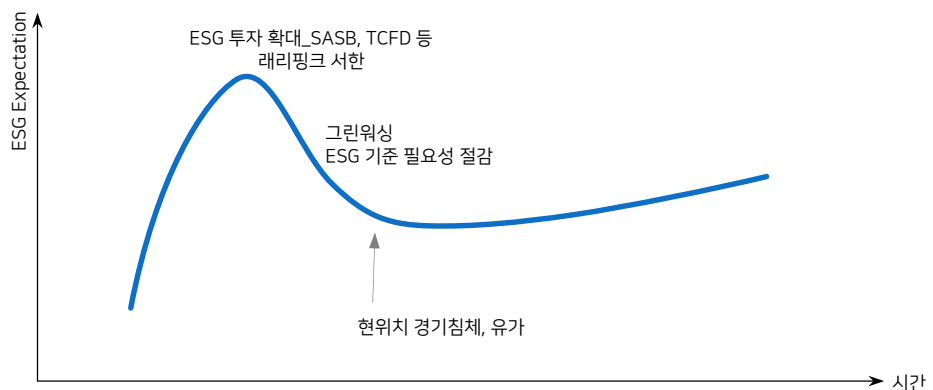 ESG Expectation
ESG 투자 확대_SASB, TCFD 등
래리핑크 서한
그린워싱
ESG 기준 필요성 절감
현위치 경기침체, 유가
시간